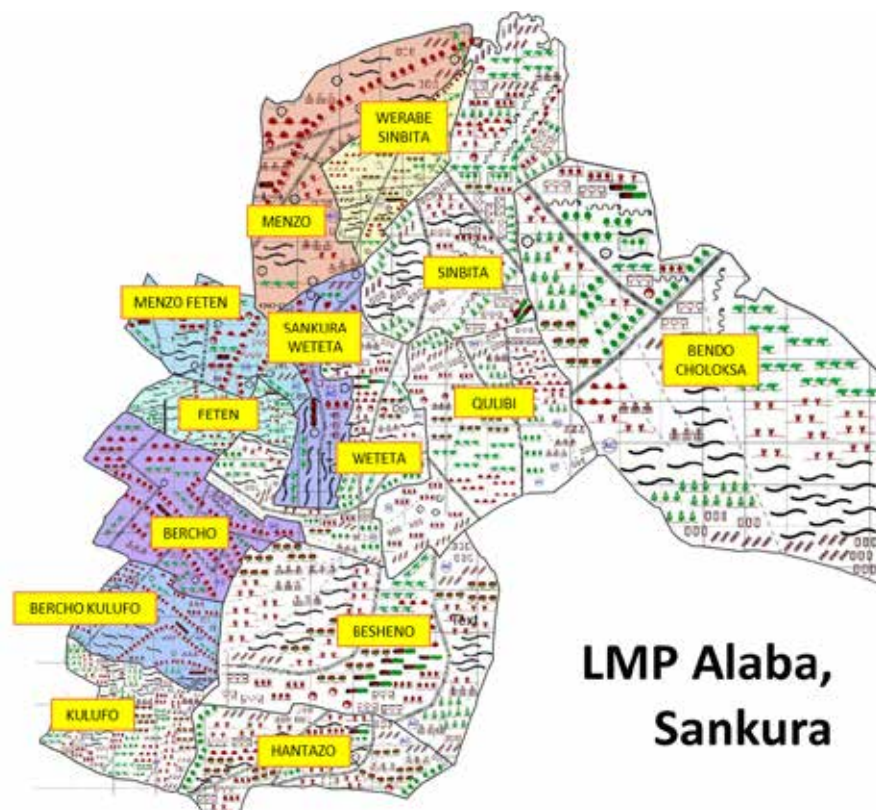 WERABE
SINBITA
MENZO
SINBITA
MENZO FETEN
SANKURA
WETETA
BENDO
CHOLOKSA
FETEN
QULIBI
WETETA
BERCHO
BERCHO KULUFO
BESHENO
Text
KULUFO
HANTAZO
LMP Alaba,
Sankura